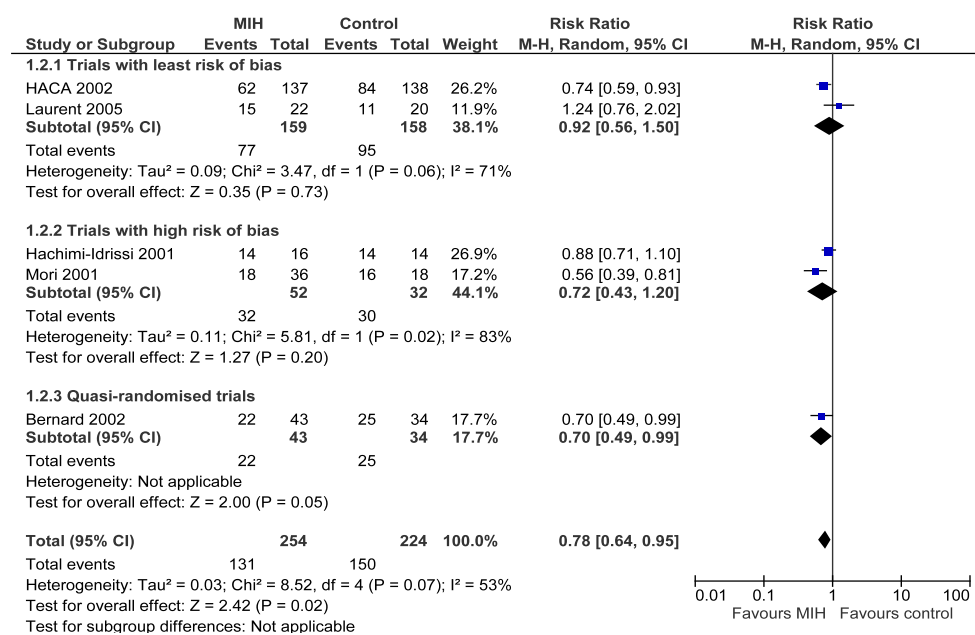 MIH Control Risk Ratio Risk Ratio
Study or Subgroup Events Total Events Total Weight M-H, Random, 95% CI M-H, Random, 95% CI
1.2.1 Trials with least risk of bias
HACA 2002 62 137 84 138 26.2% 0.74 [0.59, 0.93]
Laurent 2005 15 22 11 20 11.9% 1.24 [0.76, 2.02]
Subtotal (95% CI) 159 158 38.1% 0.92 [0.56, 1.50]
Total events 77 95
Heterogeneity: Tau² = 0.09; Chi² = 3.47, df = 1 (P = 0.06); I² = 71%
Test for overall effect: Z = 0.35 (P = 0.73)
1.2.2 Trials with high risk of bias
Hachimi-Idrissi 2001 14 16 14 14 26.9% 0.88 [0.71, 1.10]
Mori 2001 18 36 16 18 17.2% 0.56 [0.39, 0.81]
Subtotal (95% CI) 52 32 44.1% 0.72 [0.43, 1.20]
Total events 32 30
Heterogeneity: Tau² = 0.11; Chi² = 5.81, df = 1 (P = 0.02); I² = 83%
Test for overall effect: Z = 1.27 (P = 0.20)
1.2.3 Quasi-randomised trials
Bernard 2002 22 43 25 34 17.7% 0.70 [0.49, 0.99]
Subtotal (95% CI) 43 34 17.7% 0.70 [0.49, 0.99]
Total events 22 25
Heterogeneity: Not applicable
Test for overall effect: Z = 2.00 (P = 0.05)
Total (95% CI) 254 224 100.0% 0.78 [0.64, 0.95]
Total events 131 150
Heterogeneity: Tau² = 0.03; Chi² = 8.52, df = 4 (P = 0.07); I² = 53%
Test for overall effect: Z = 2.42 (P = 0.02)
Test for subgroup differences: Not applicable
0.01 0.1 1 10 100
Favours MIH Favours control